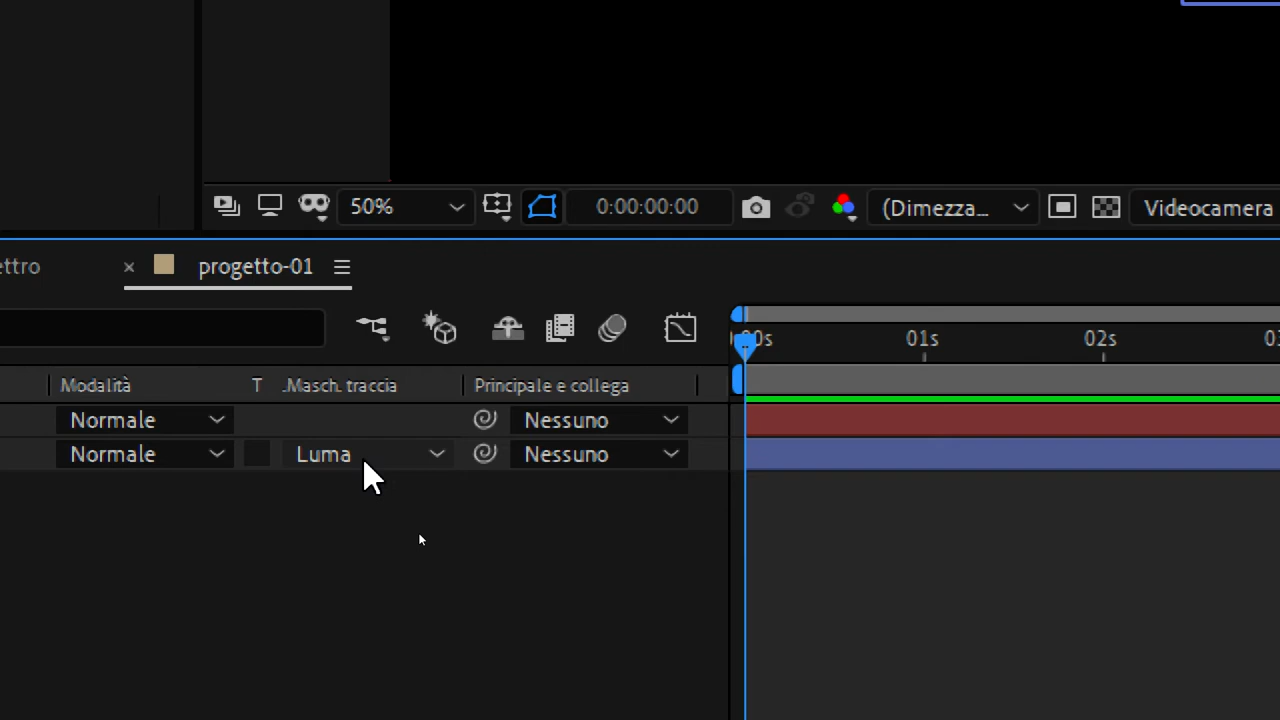 50%
0:00:00:00
(Dimezza...
Videocamera
ettro
progetto-01
01s
02s
Modalità
T
.Masch. traccia
Principale e collega
Normale
Nessuno
Normale
Luma
Nessuno